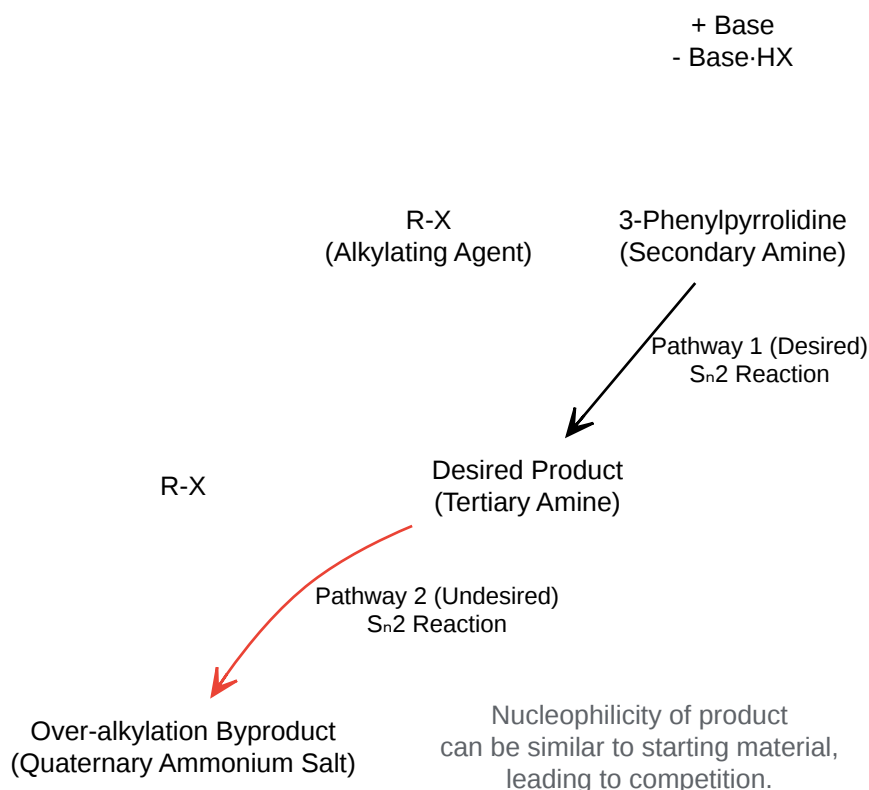 + Base
- Base·HX
R-X
(Alkylating Agent)
3-Phenylpyrrolidine
(Secondary Amine)
Pathway 1 (Desired)
Sₙ2 Reaction
R-X
Desired Product
(Tertiary Amine)
Pathway 2 (Undesired)
Sₙ2 Reaction
Over-alkylation Byproduct
(Quaternary Ammonium Salt)
Nucleophilicity of product
can be similar to starting material,
leading to competition.